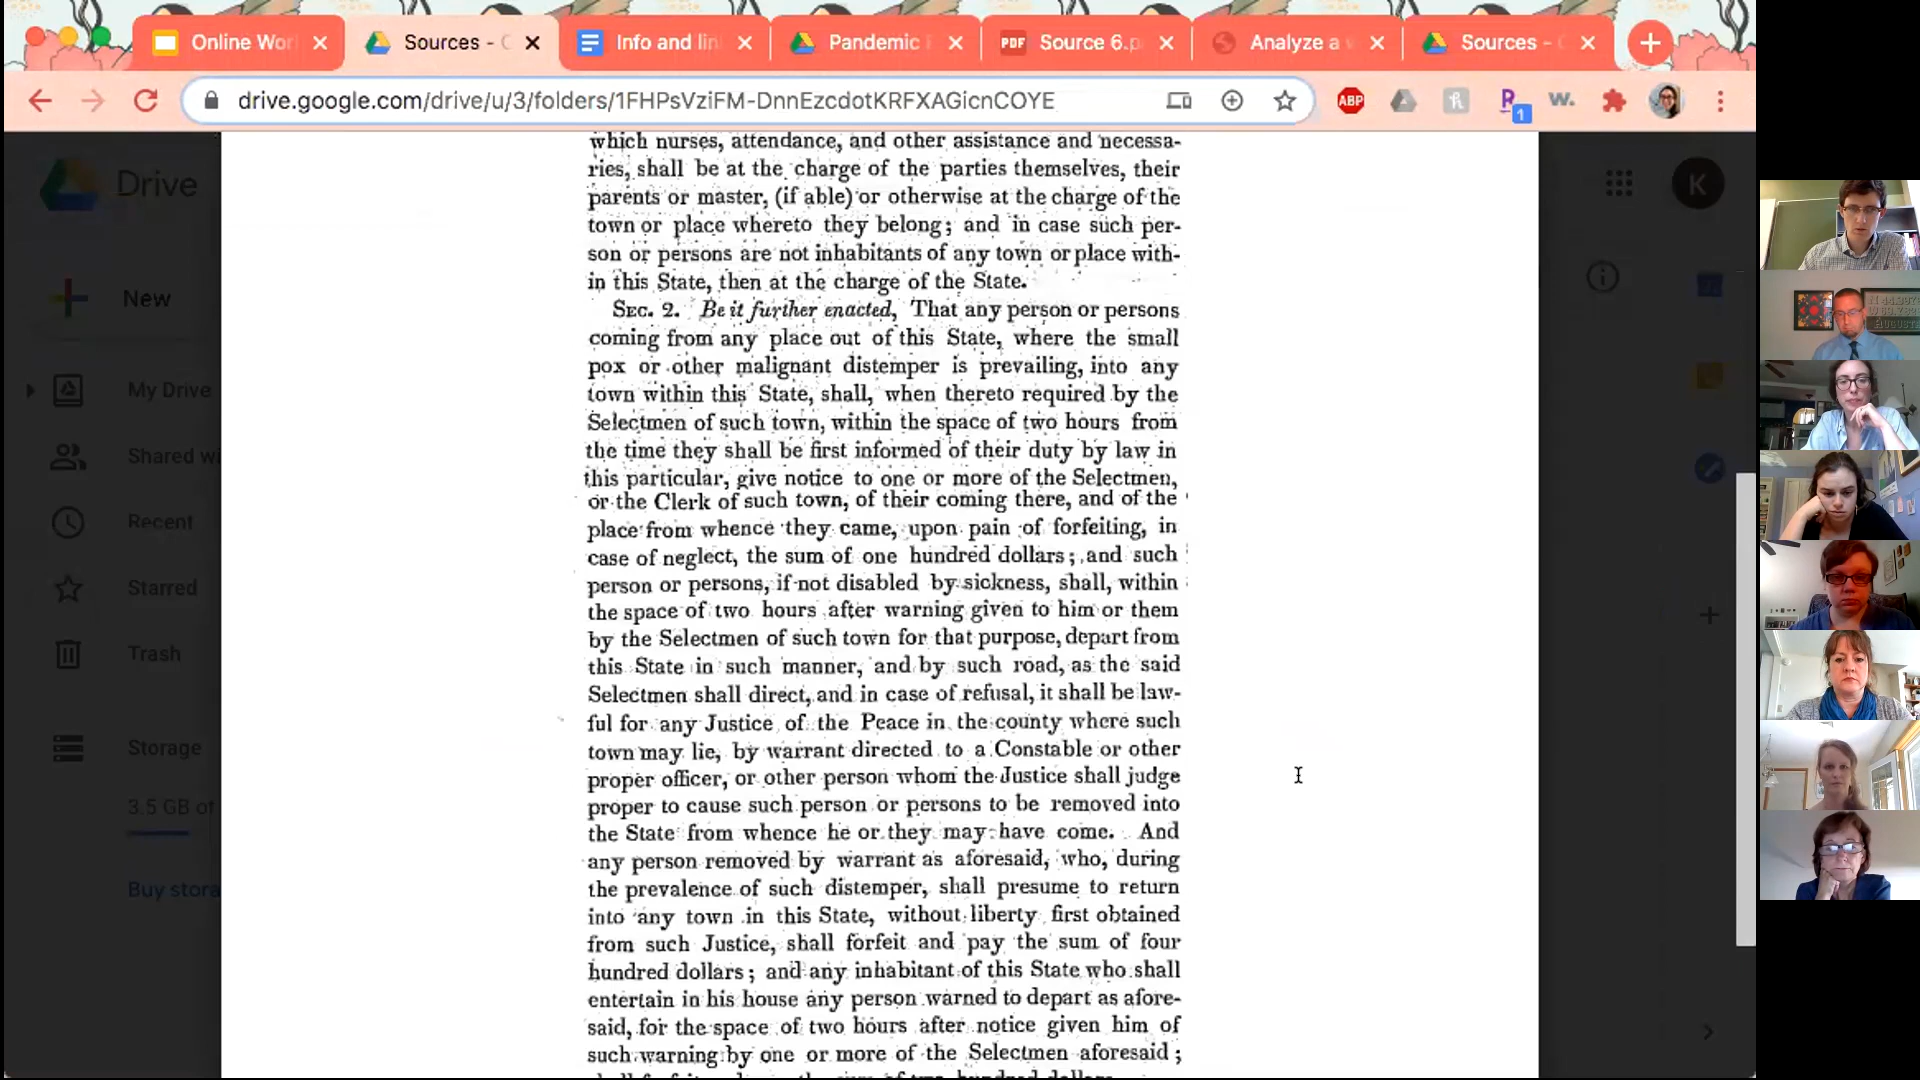 Online Wor
Sources -
Info and lin
Pandemic
Source 6.p
Analyze a
Sources -
PDF
drive.google.com/drive/u/3/folders/1FHPsVziFM-DnnEzcdotKRFXAGicnCOYE
ABP
1
w.
Drive
K
New
My Drive
Shared wi
Recent
Starred
Trash
Storage
3.5 GB of
Buy stora
which nurses, attendance, and other assistance and necessa-
ries, shall be at the charge of the parties themselves, their
parents or master, (if able) or otherwise at the charge of the
town or place whereto they belong; and in case such per-
son or persons are not inhabitants of any town or place with-
in this State, then at the charge of the State.
SEC. 2. Be it further enacted, That any person or persons
coming from any place out of this State, where the small
pox or other malignant distemper is prevailing, into any
town within this State, shall, when thereto required by the
Selectmen of such town, within the space of two hours from
the time they shall be first informed of their duty by law in
this particular, give notice to one or more of the Selectmen,
or the Clerk of such town, of their coming there, and of the
place from whence they came, upon pain of forfeiting, in
case of neglect, the sum of one hundred dollars; and such
person or persons, if not disabled by sickness, shall, within
the space of two hours after warning given to him or them
by the Selectmen of such town for that purpose, depart from
this State in such manner, and by such road, as the said
Selectmen shall direct, and in case of refusal, it shall be law-
ful for any Justice of the Peace in the county where such
town may lie, by warrant directed to a Constable or other
proper officer, or other person whom the Justice shall judge
proper to cause such person or persons to be removed into
the State from whence he or they may have come. And
any person removed by warrant as aforesaid, who, during
the prevalence of such distemper, shall presume to return
into any town in this State, without liberty first obtained
from such Justice, shall forfeit and pay the sum of four
hundred dollars; and any inhabitant of this State who shall
entertain in his house any person warned to depart as afore-
said, for the space of two hours after notice given him of
such warning by one or more of the Selectmen aforesaid;